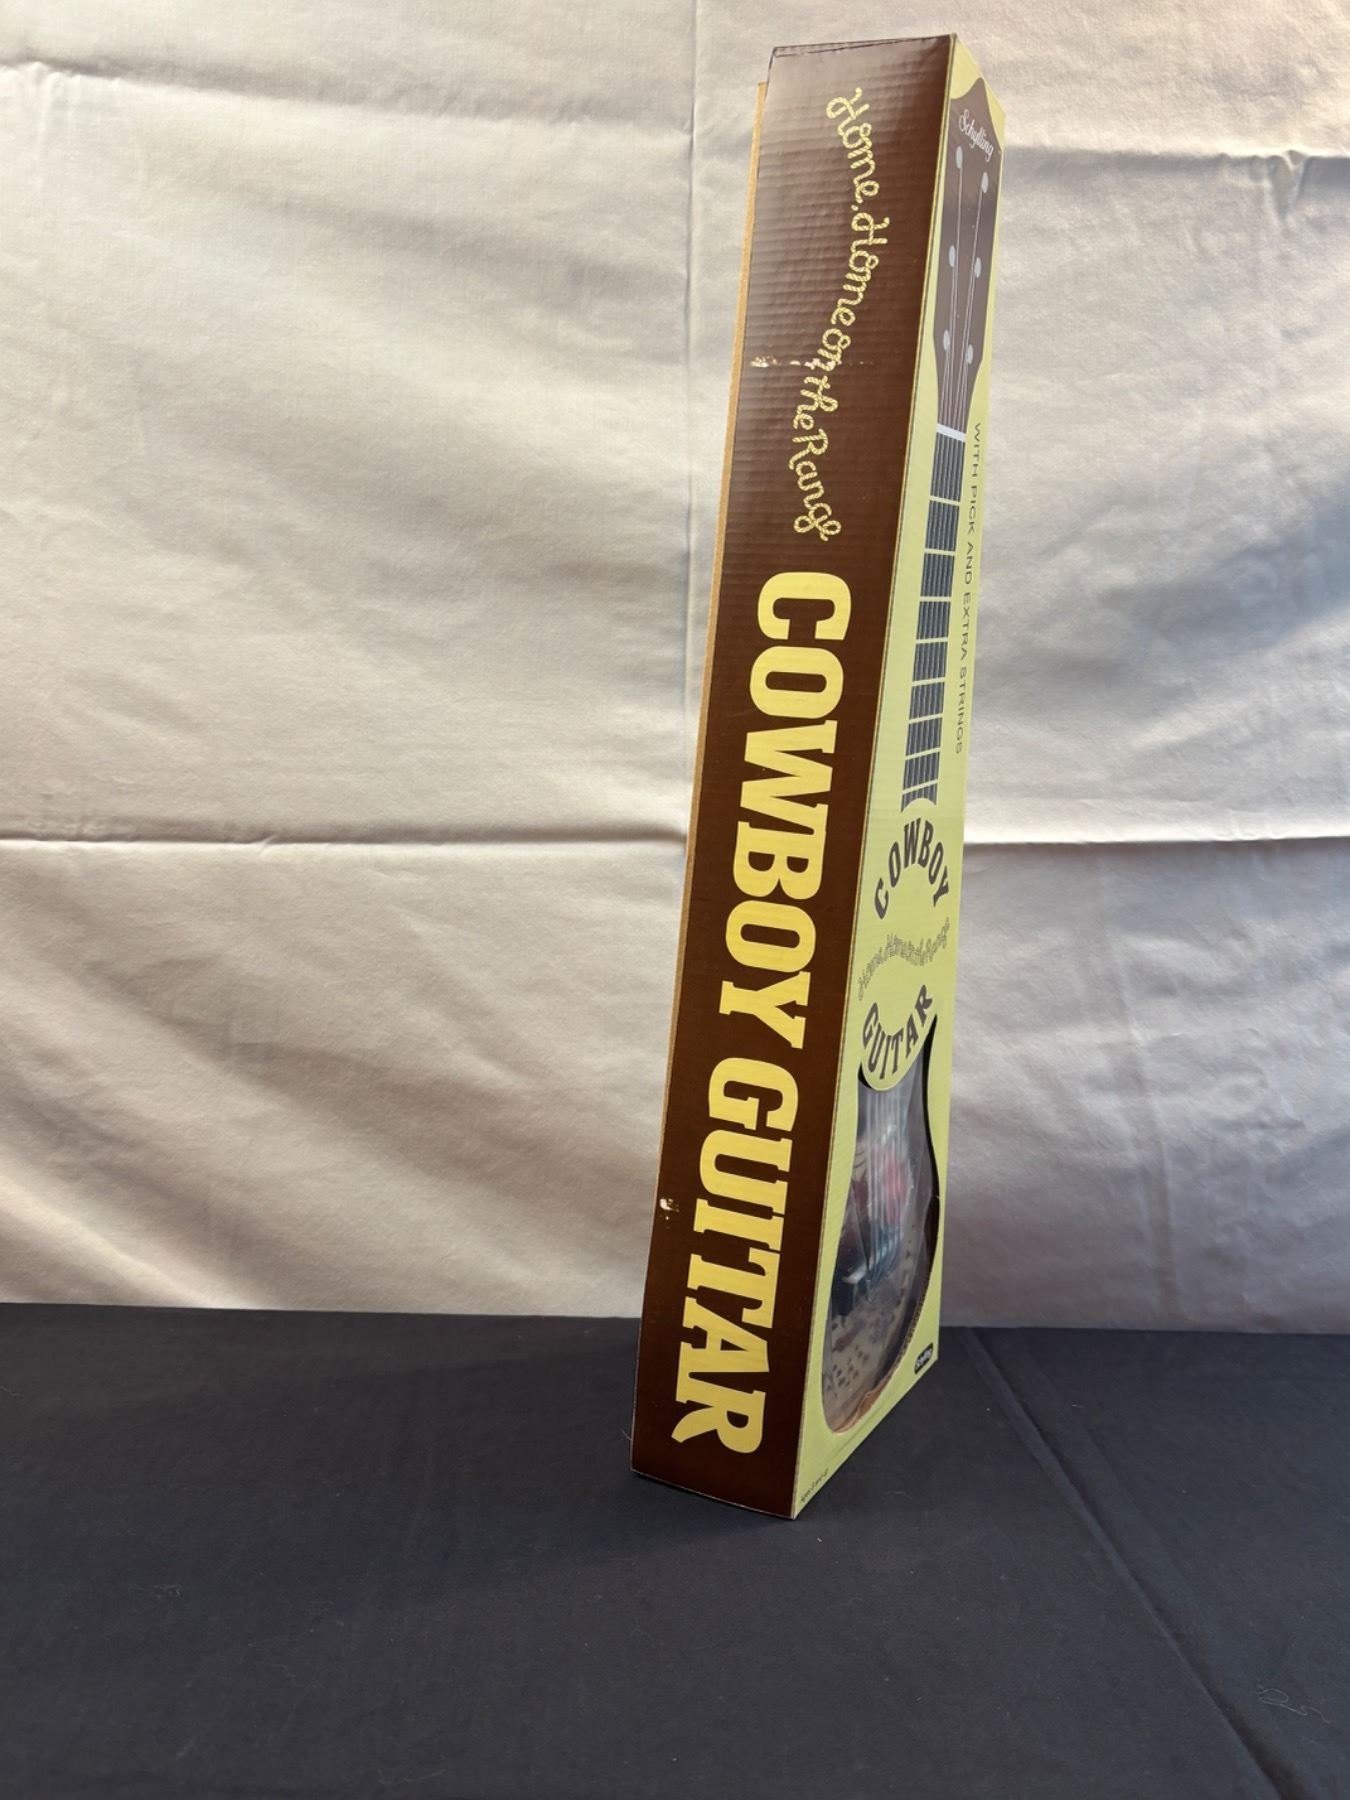 Home, Home on the Range
COWBOY GUITAR
Schylling
WITH PICK AND EXTRA STRINGS
COWBOY
Home, Home on the Range
GUITAR
Schylling